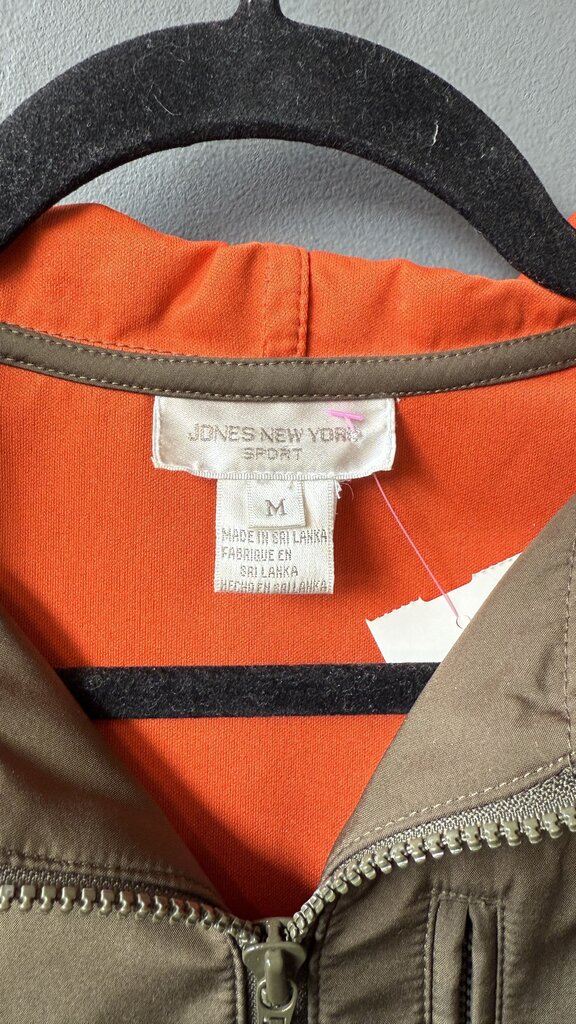 JONES NEW YORK
SPORT
M
MADE IN SRI LANKA
FABRIQUE EN
SRI LANKA
HECHO EN SRI LANKA